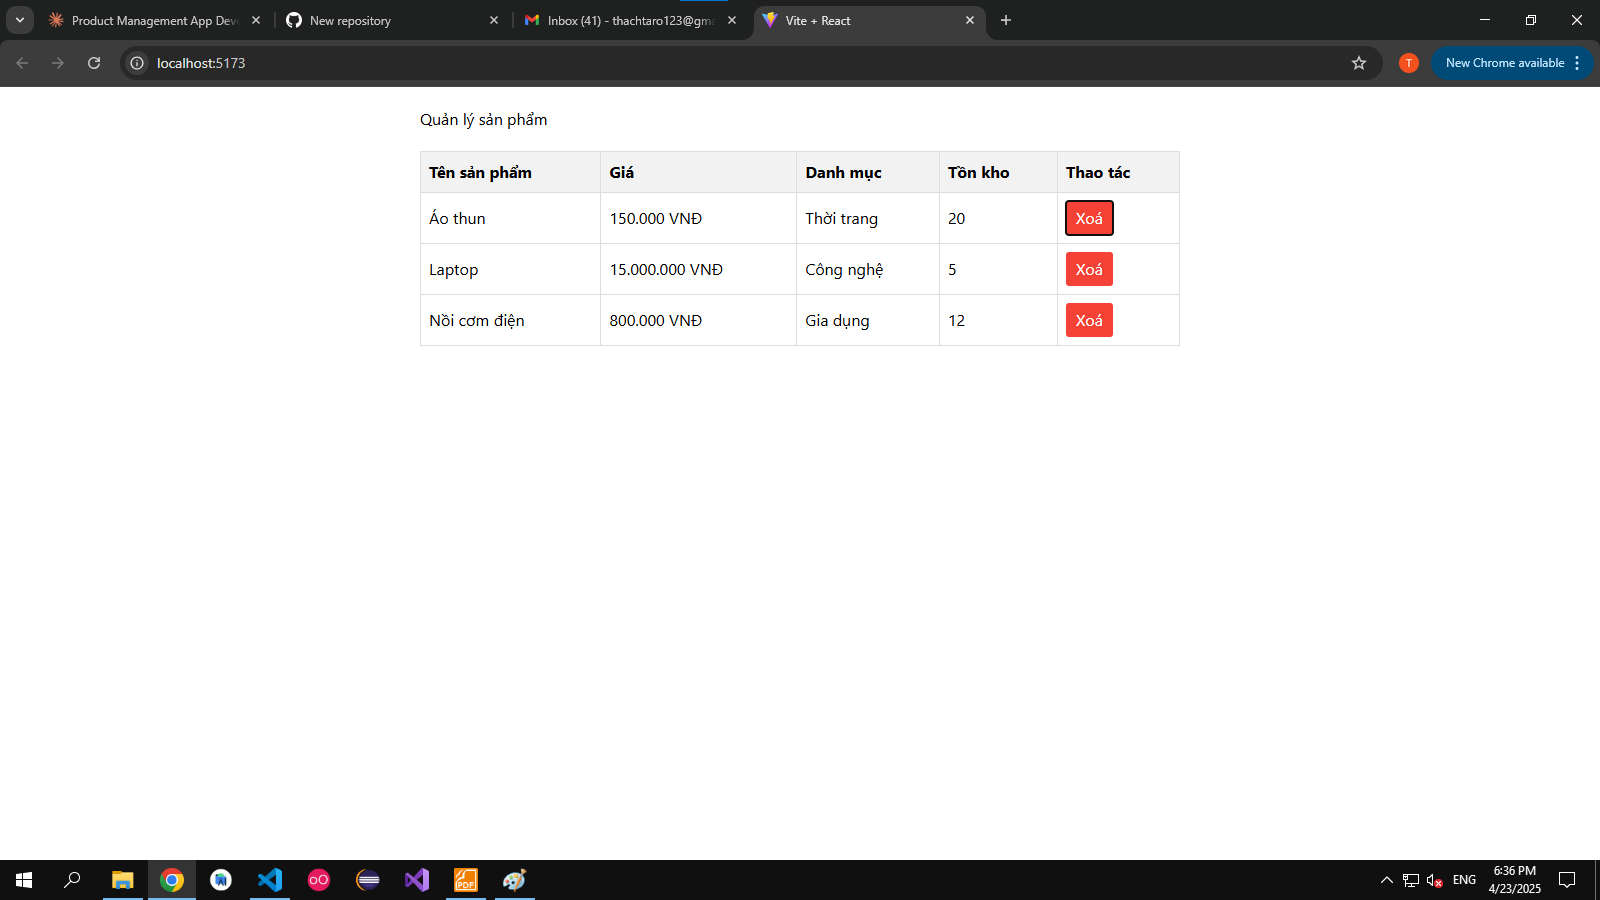 Product Management App Dev
New repository
Inbox (41) - thachtaro123@gma
Vite + React
localhost:5173
T
New Chrome available
Quản lý sản phẩm
Tên sản phẩm Giá Danh mục Tồn kho Thao tác
Áo thun 150.000 VNĐ Thời trang 20 Xoá
Laptop 15.000.000 VNĐ Công nghệ 5 Xoá
Nồi cơm điện 800.000 VNĐ Gia dụng 12 Xoá
PDF
ENG
6:36 PM
4/23/2025